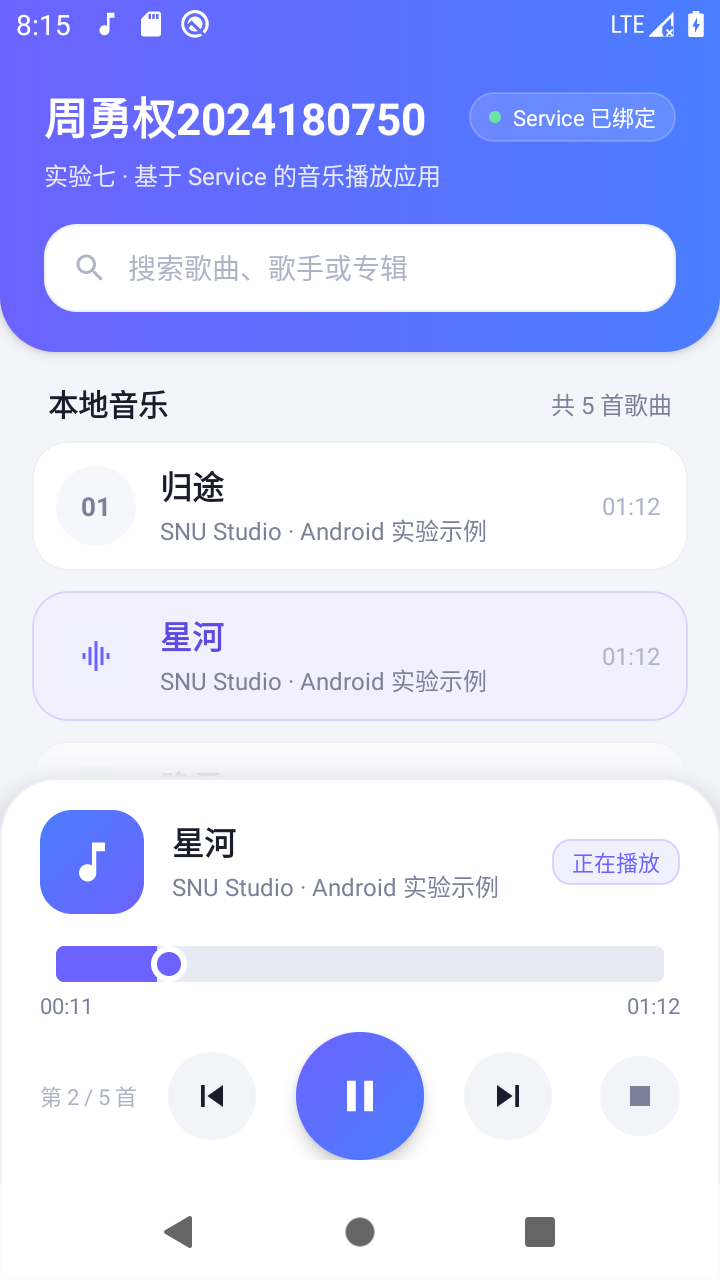 8:15
LTE
周勇权2024180750
Service 已绑定
实验七 · 基于 Service 的音乐播放应用
搜索歌曲、歌手或专辑
本地音乐
共 5 首歌曲
01
归途
SNU Studio · Android 实验示例
01:12
星河
SNU Studio · Android 实验示例
01:12
星河
SNU Studio · Android 实验示例
正在播放
00:11
01:12
第 2 / 5 首